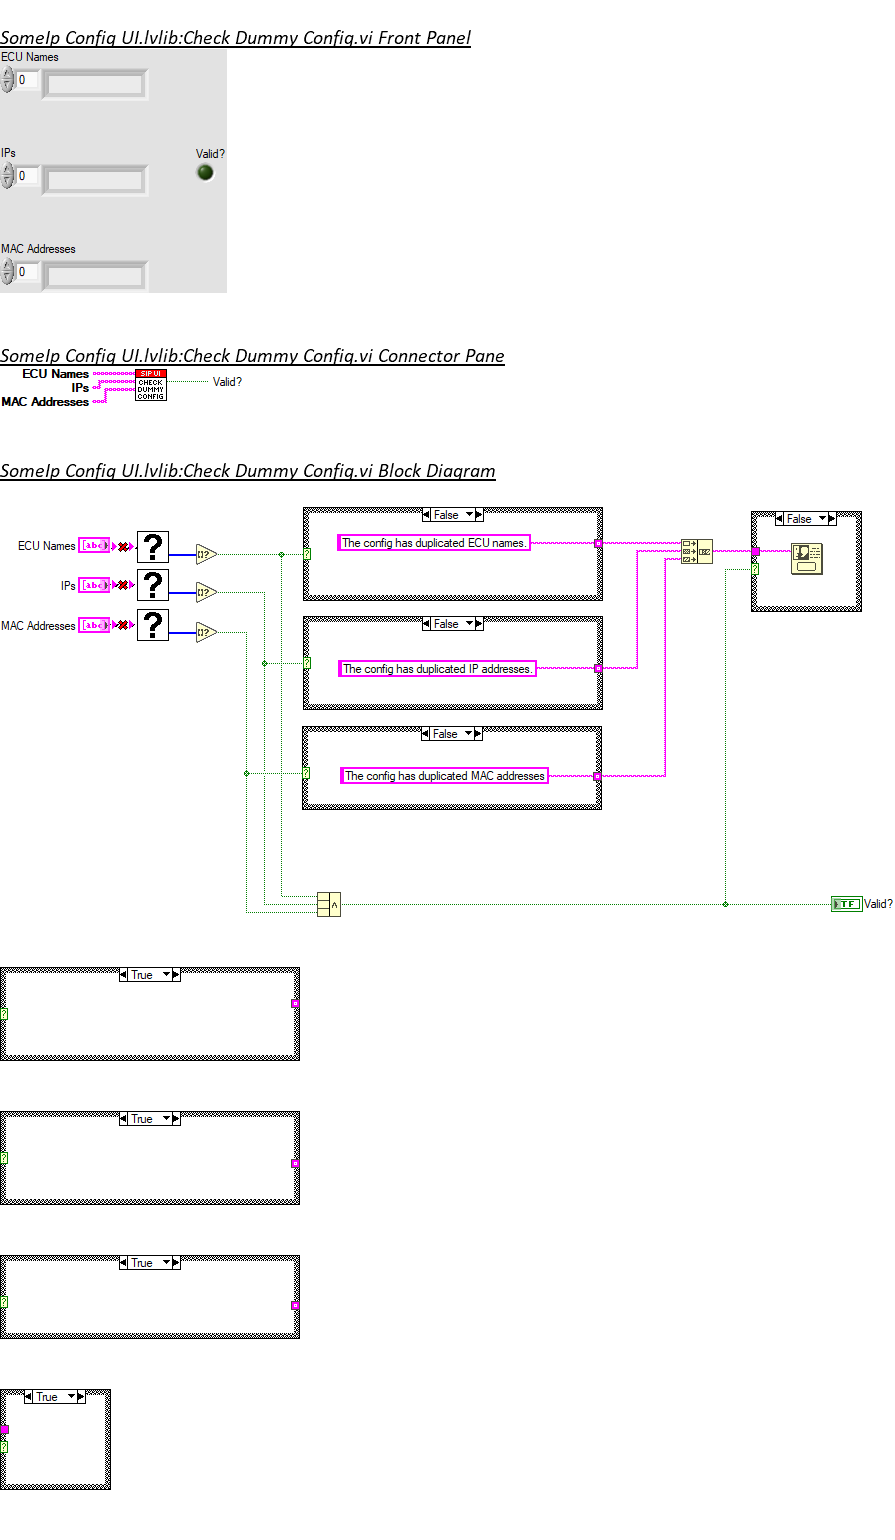 SomeIp Config UI.lvlib:Check Dummy Config.vi Front Panel
ECU Names
0
IPs
Valid?
0
MAC Addresses
0
SomeIp Config UI.lvlib:Check Dummy Config.vi Connector Pane
ECU Names
IPs
MAC Addresses
SIP UI
CHECK
DUMMY
CONFIG
Valid?
SomeIp Config UI.lvlib:Check Dummy Config.vi Block Diagram
ECU Names
abc
?
?
False
?
The config has duplicated ECU names.
False
?
IPs
abc
?
?
MAC Addresses
abc
?
?
False
?
The config has duplicated IP addresses.
False
?
The config has duplicated MAC addresses
TF
Valid?
True
?
True
?
True
?
True
?